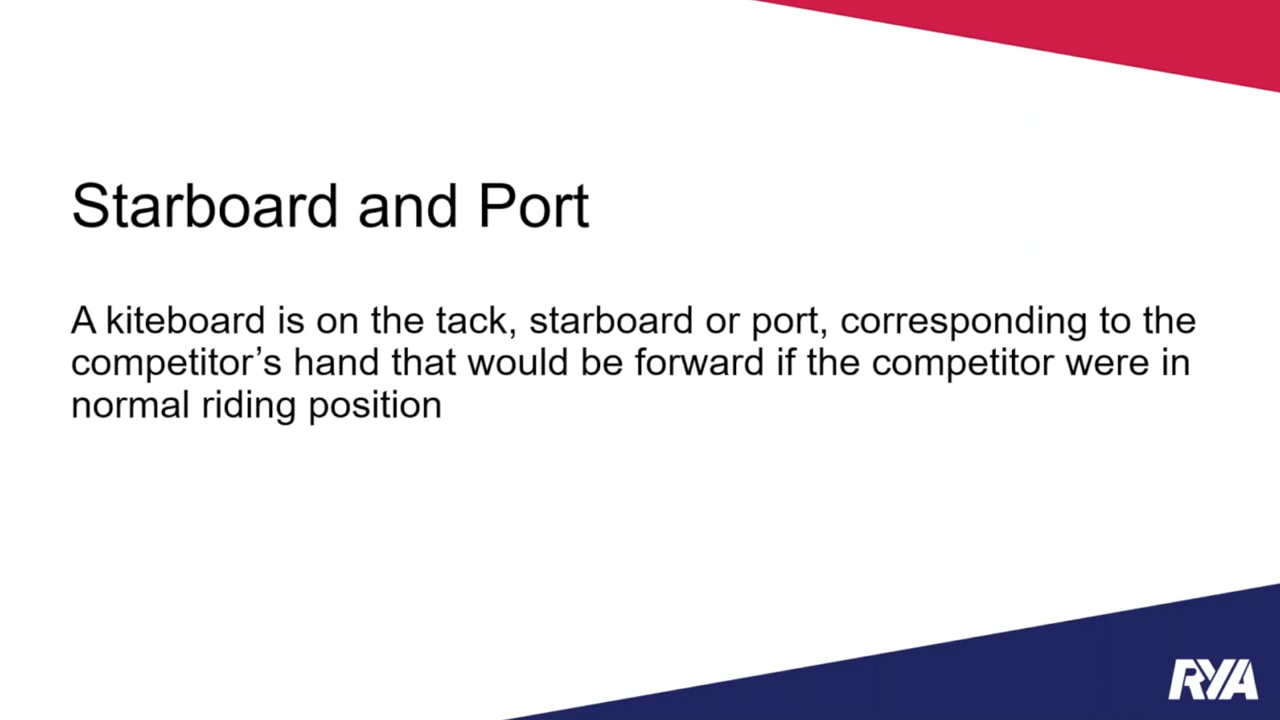 Starboard and Port
A kiteboard is on the tack, starboard or port, corresponding to the
competitor’s hand that would be forward if the competitor were in
normal riding position
RYA